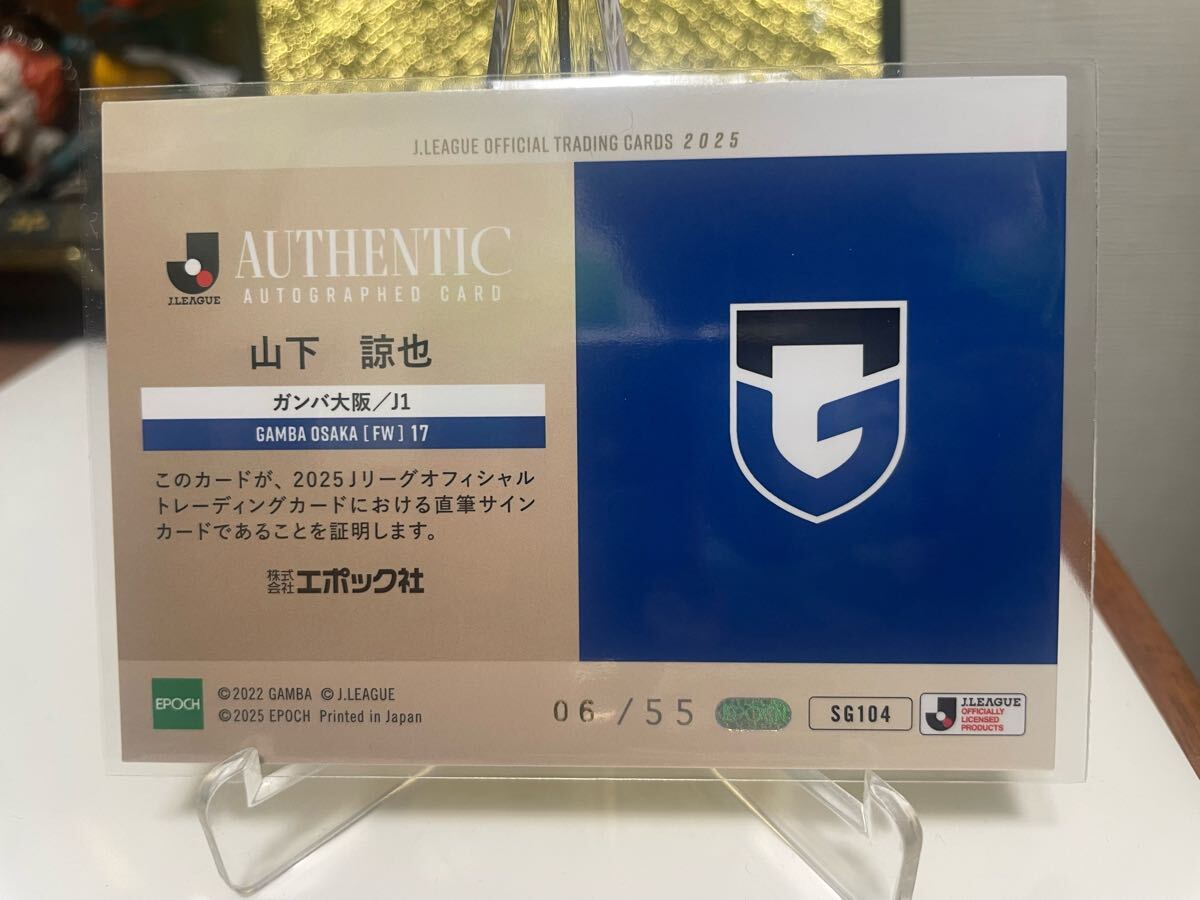 J.LEAGUE OFFICIAL TRADING CARDS 2025
J.LEAGUE
AUTHENTIC
AUTOGRAPHED CARD
山下 諒也
ガンバ大阪／J1
GAMBA OSAKA [FW] 17
このカードが、2025 Jリーグオフィシャル
トレーディングカードにおける直筆サイン
カードであることを証明します。
株式会社エポック社
EPOCH
©2022 GAMBA © J.LEAGUE
©2025 EPOCH Printed in Japan
06/55
SG104
J.LEAGUE
OFFICIALLY
LICENSED
PRODUCTS